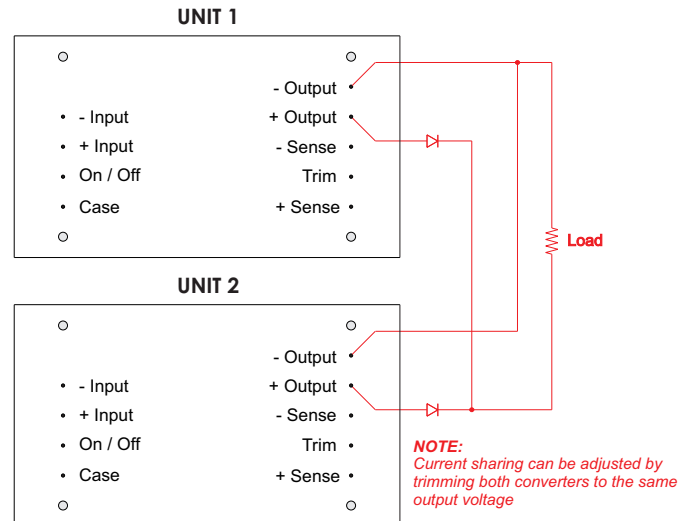 UNIT 1
- Output
- Input
+ Output
+ Input
- Sense
On / Off
Trim
Case
+ Sense
Load
UNIT 2
- Output
- Input
+ Output
+ Input
- Sense
On / Off
Trim
Case
+ Sense
NOTE:
Current sharing can be adjusted by
trimming both converters to the same
output voltage